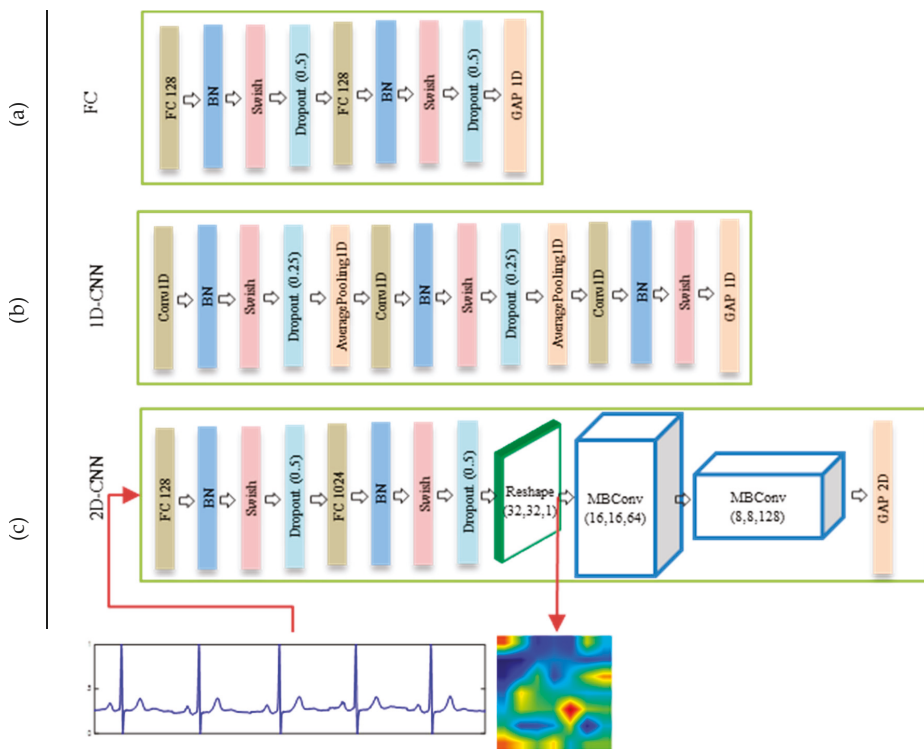 (a)
FC
FC 128
BN
Swish
Dropout (0.5)
FC 128
BN
Swish
Dropout (0.5)
GAP 1D
(b)
1D-CNN
Conv1D
BN
Swish
Dropout (0.25)
AveragePooling1D
Conv1D
BN
Swish
Dropout (0.25)
AveragePooling1D
Conv1D
BN
Swish
GAP 1D
(c)
2D-CNN
FC 128
BN
Swish
Dropout (0.5)
FC 1024
BN
Swish
Dropout (0.5)
Reshape
(32,32,1)
MBConv
(16,16,64)
MBConv
(8,8,128)
GAP 2D